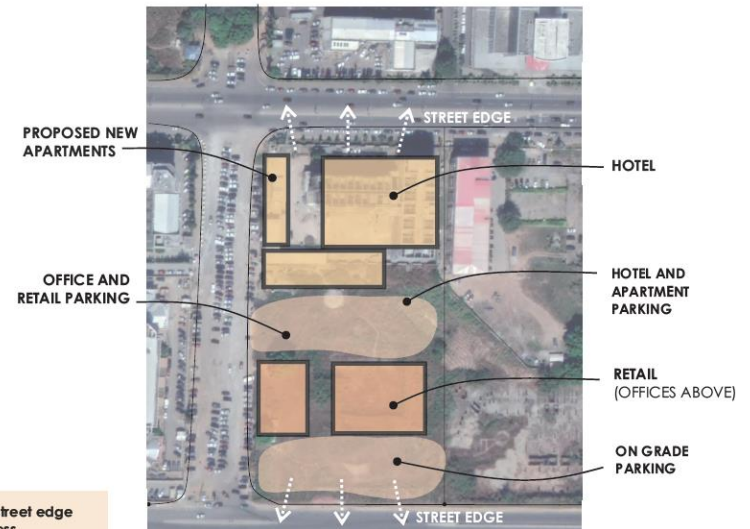 STREET EDGE
PROPOSED NEW
APARTMENTS
HOTEL
OFFICE AND
RETAIL PARKING
HOTEL AND
APARTMENT
PARKING
RETAIL
(OFFICES ABOVE)
ON GRADE
PARKING
treet edge
STREET EDGE